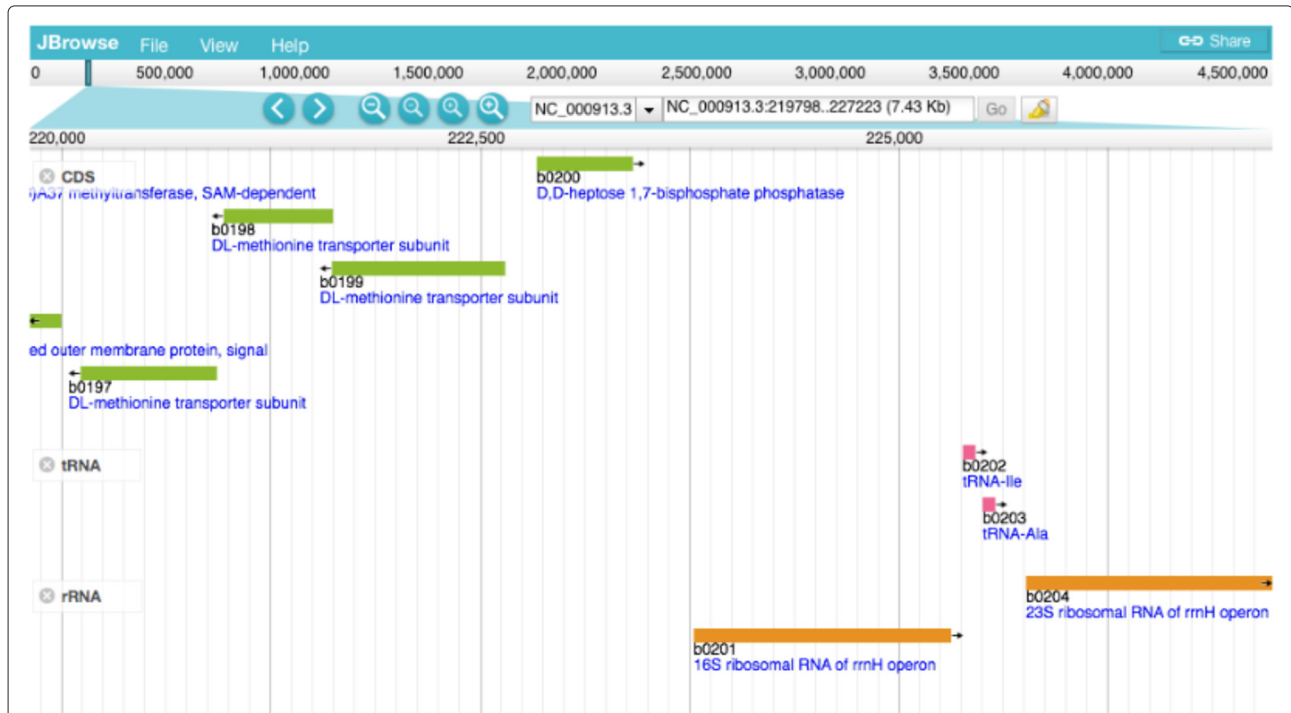 JBrowse File View Help Share
0 500,000 1,000,000 1,500,000 2,000,000 2,500,000 3,000,000 3,500,000 4,000,000 4,500,000
NC_000913.3 NC_000913.3:219798..227223 (7.43 Kb) Go
220,000 222,500 225,000
CDS
methyltransferase, SAM-dependent
b0200
D,D-heptose 1,7-bisphosphate phosphatase
b0198
DL-methionine transporter subunit
b0199
DL-methionine transporter subunit
ed outer membrane protein, signal
b0197
DL-methionine transporter subunit
tRNA
b0202
tRNA-Ile
b0203
tRNA-Ala
rRNA
b0204
23S ribosomal RNA of rrnH operon
b0201
16S ribosomal RNA of rrnH operon